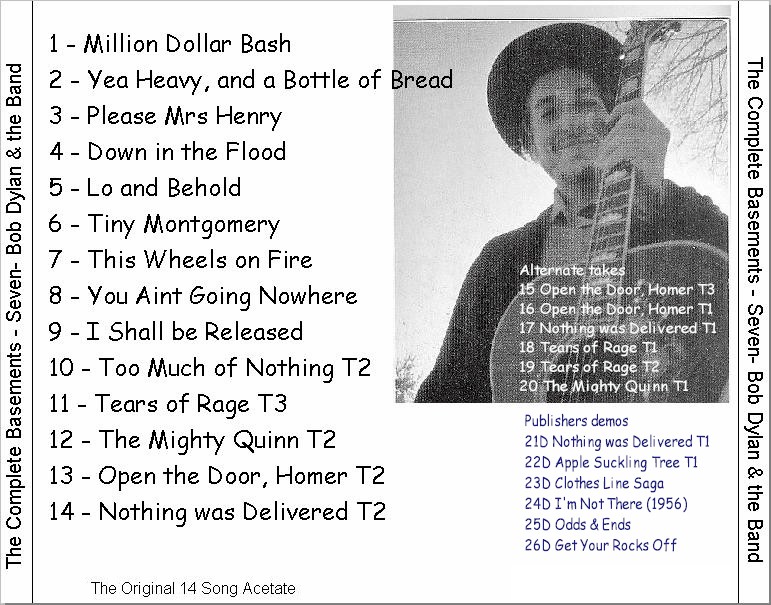 The Complete Basements - Seven- Bob Dylan & the Band
1 - Million Dollar Bash
2 - Yea Heavy, and a Bottle of Bread
3 - Please Mrs Henry
4 - Down in the Flood
5 - Lo and Behold
6 - Tiny Montgomery
7 - This Wheels on Fire
8 - You Aint Going Nowhere
9 - I Shall be Released
10 - Too Much of Nothing T2
11 - Tears of Rage T3
12 - The Mighty Quinn T2
13 - Open the Door, Homer T2
14 - Nothing was Delivered T2
The Original 14 Song Acetate
Alternate takes
15 Open the Door, Homer T3
16 Open the Door, Homer T1
17 Nothing was Delivered T1
18 Tears of Rage T1
19 Tears of Rage T2
20 The Mighty Quinn T1
Publishers demos
21D Nothing was Delivered T1
22D Apple Suckling Tree T1
23D Clothes Line Saga
24D I'm Not There (1956)
25D Odds & Ends
26D Get Your Rocks Off
The Complete Basements - Seven- Bob Dylan & the Band